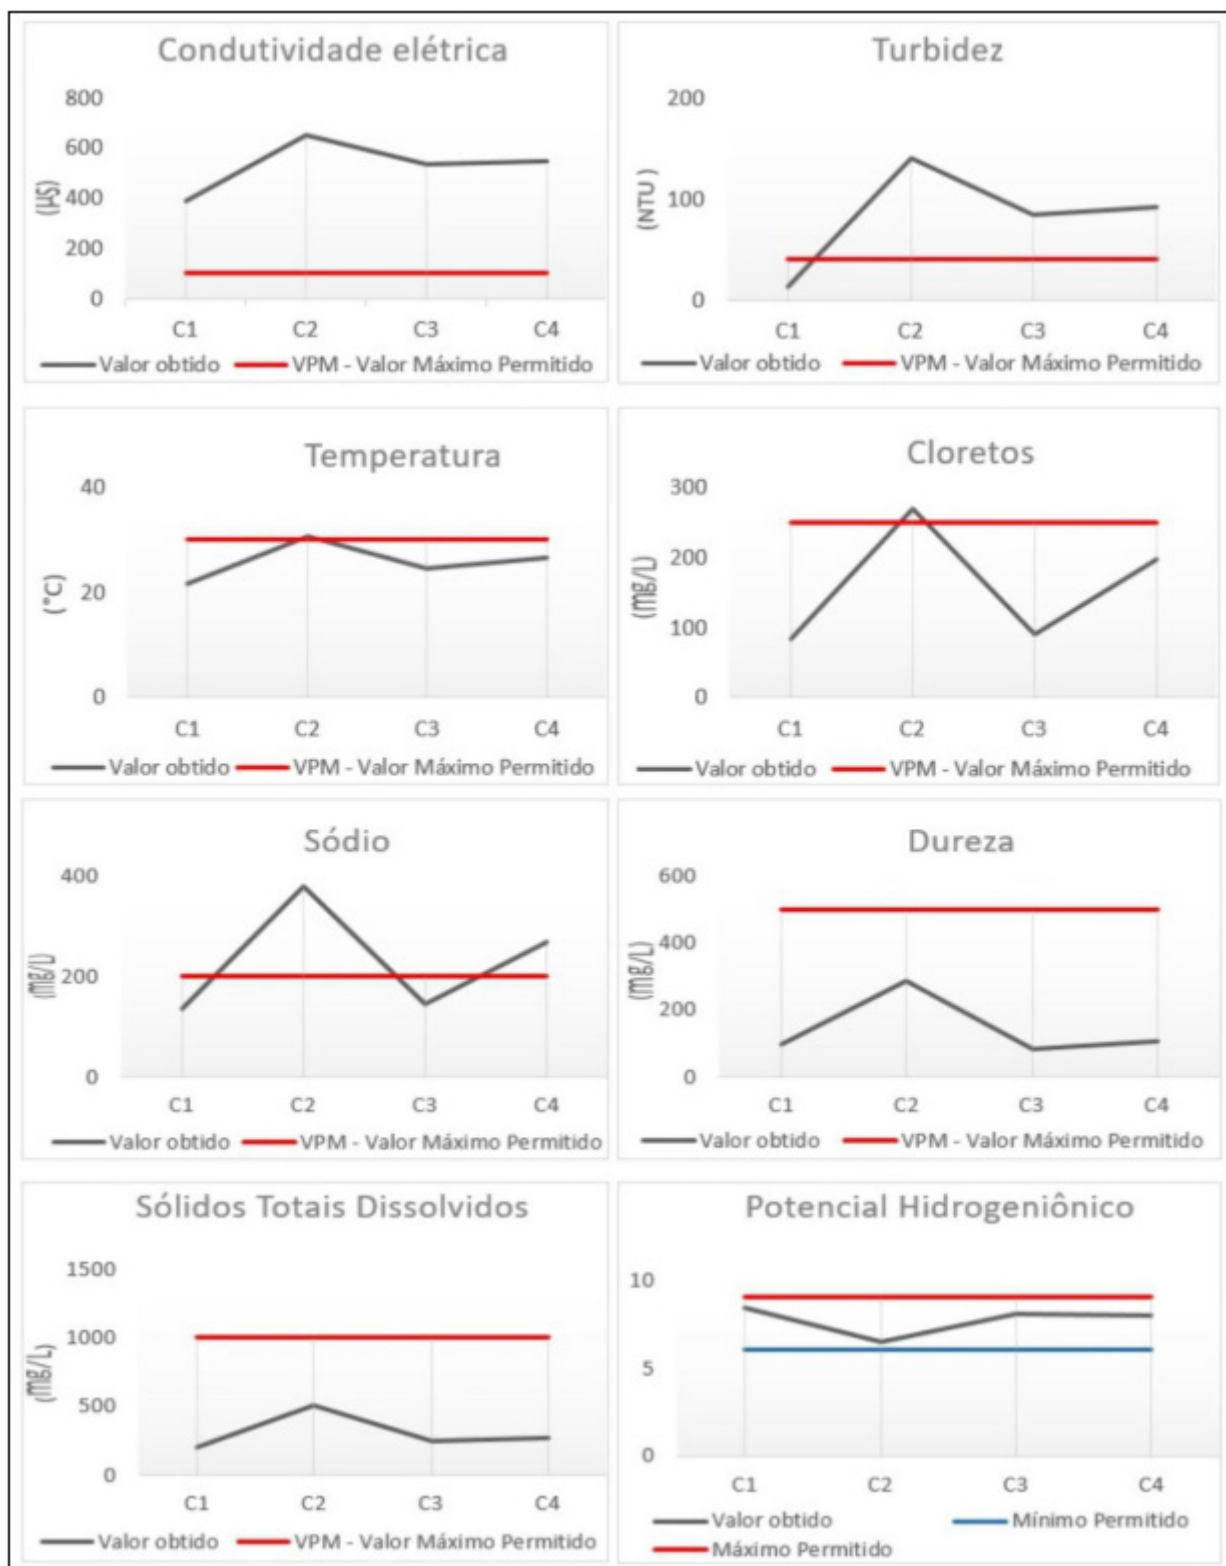 Condutividade elétrica
800
600
400
200
0
(µS)
C1 C2 C3 C4
Valor obtido VPM - Valor Máximo Permitido
Turbidez
200
100
0
(NTU )
C1 C2 C3 C4
Valor obtido VPM - Valor Máximo Permitido
Temperatura
40
20
0
(°C)
C1 C2 C3 C4
Valor obtido VPM - Valor Máximo Permitido
Cloretos
300
200
100
0
(mg/L)
C1 C2 C3 C4
Valor obtido VPM - Valor Máximo Permitido
Sódio
400
200
0
(mg/L)
C1 C2 C3 C4
Valor obtido VPM - Valor Máximo Permitido
Dureza
600
400
200
0
(mg/L)
C1 C2 C3 C4
Valor obtido VPM - Valor Máximo Permitido
Sólidos Totais Dissolvidos
1500
1000
500
0
(mg/L)
C1 C2 C3 C4
Valor obtido VPM - Valor Máximo Permitido
Potencial Hidrogeniônico
10
5
0
C1 C2 C3 C4
Valor obtido Mínimo Permitido
Máximo Permitido